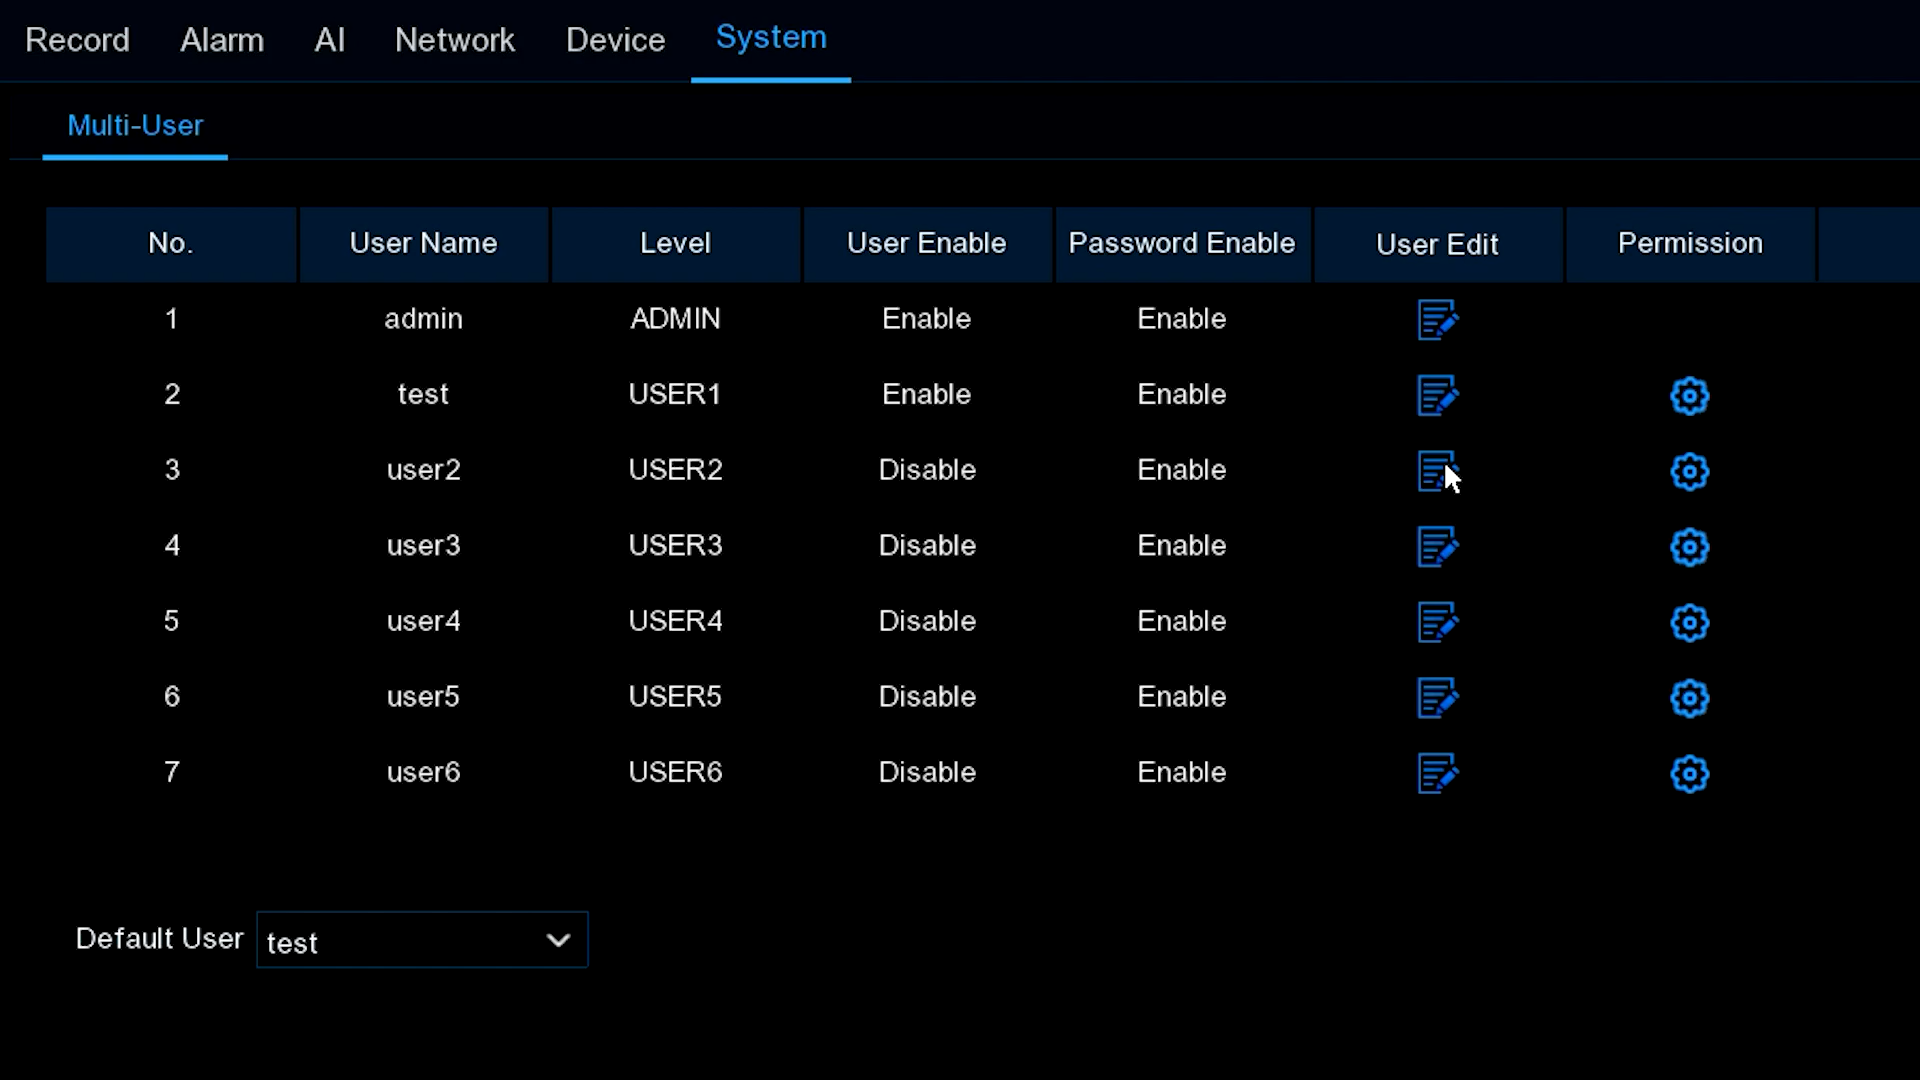 Record Alarm AI Network Device System
Multi-User
No. User Name Level User Enable Password Enable User Edit Permission
1 admin ADMIN Enable Enable
2 test USER1 Enable Enable
3 user2 USER2 Disable Enable
4 user3 USER3 Disable Enable
5 user4 USER4 Disable Enable
6 user5 USER5 Disable Enable
7 user6 USER6 Disable Enable
Default User test